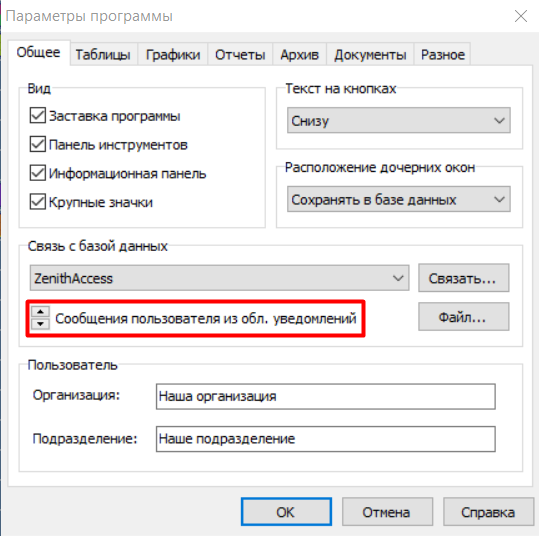 Параметры программы
Общее Таблицы Графики Отчеты Архив Документы Разное
Вид
Заставка программы
Панель инструментов
Информационная панель
Крупные значки
Текст на кнопках
Снизу
Расположение дочерних окон
Сохранять в базе данных
Связь с базой данных
ZenithAccess Связать...
Сообщения пользователя из обл. уведомлений Файл...
Пользователь
Организация: Наша организация
Подразделение: Наше подразделение
ОК Отмена Справка